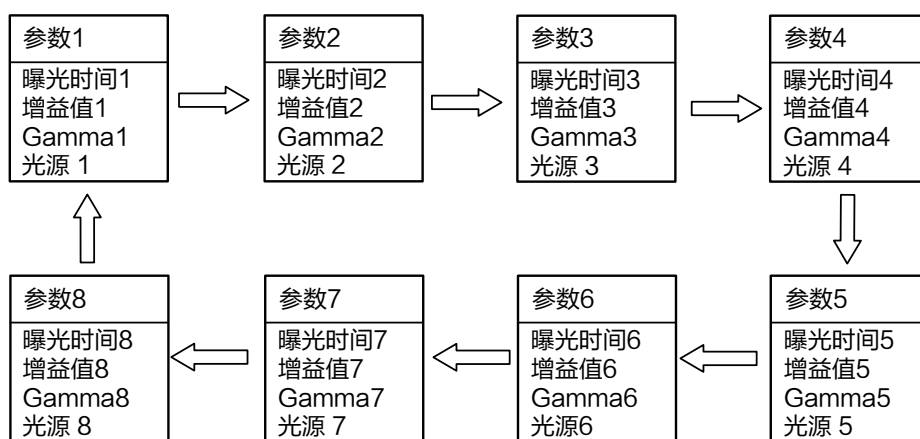 参数1
曝光时间1
增益值1
Gamma1
光源 1
参数2
曝光时间2
增益值2
Gamma2
光源 2
参数3
曝光时间3
增益值3
Gamma3
光源 3
参数4
曝光时间4
增益值4
Gamma4
光源 4
参数8
曝光时间8
增益值8
Gamma8
光源 8
参数7
曝光时间7
增益值7
Gamma7
光源 7
参数6
曝光时间6
增益值6
Gamma6
光源6
参数5
曝光时间5
增益值5
Gamma5
光源 5